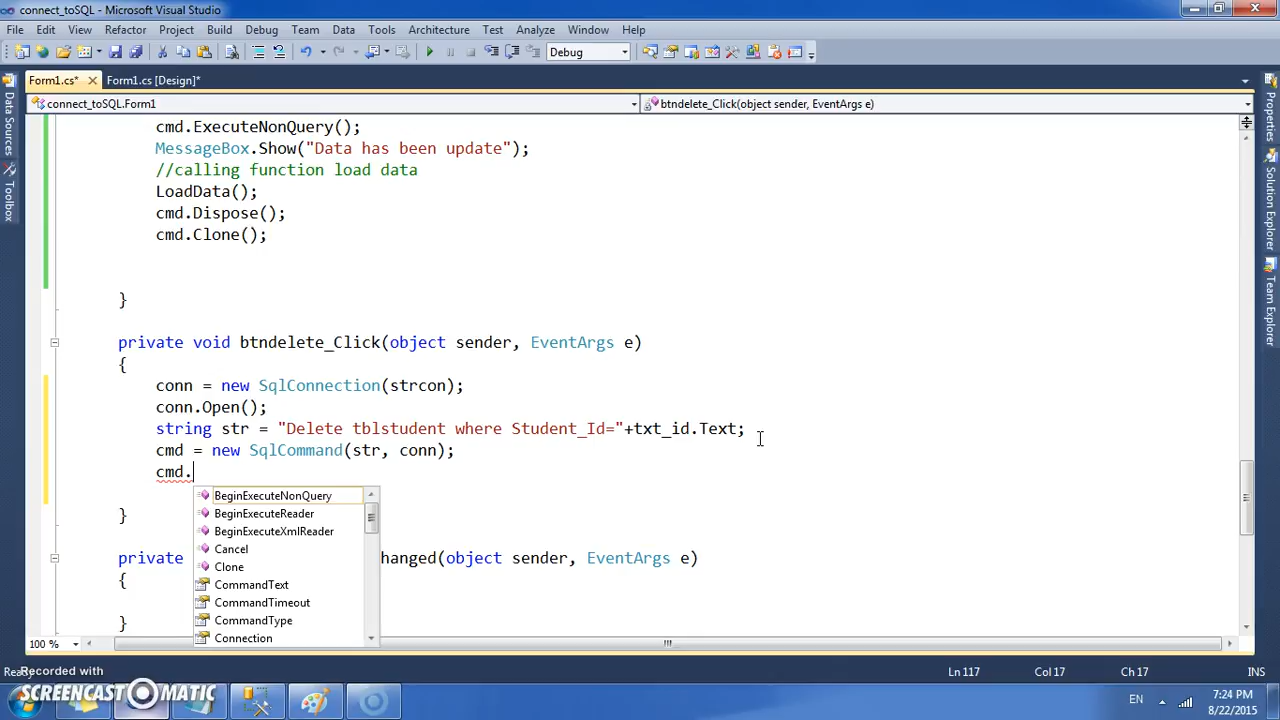 connect_toSQL - Microsoft Visual Studio
File Edit View Refactor Project Build Debug Team Data Tools Architecture Test Analyze Window Help
Debug
Form1.cs* Form1.cs [Design]*
connect_toSQL.Form1 btndelete_Click(object sender, EventArgs e)
Data Sources
Toolbox
Properties
Solution Explorer
Team Explorer
cmd.ExecuteNonQuery();
MessageBox.Show("Data has been update");
//calling function load data
LoadData();
cmd.Dispose();
cmd.Clone();
}
private void btndelete_Click(object sender, EventArgs e)
{
conn = new SqlConnection(strcon);
conn.Open();
string str = "Delete tblstudent where Student_Id="+txt_id.Text;
cmd = new SqlCommand(str, conn);
cmd.
BeginExecuteNonQuery
BeginExecuteReader
BeginExecuteXmlReader
Cancel
Clone
CommandText
CommandTimeout
CommandType
Connection
}
private hanged(object sender, EventArgs e)
{
}
100 %
Recorded with
Ln 117 Col 17 Ch 17 INS
SCREENCAST MATIC
EN 7:24 PM
8/22/2015